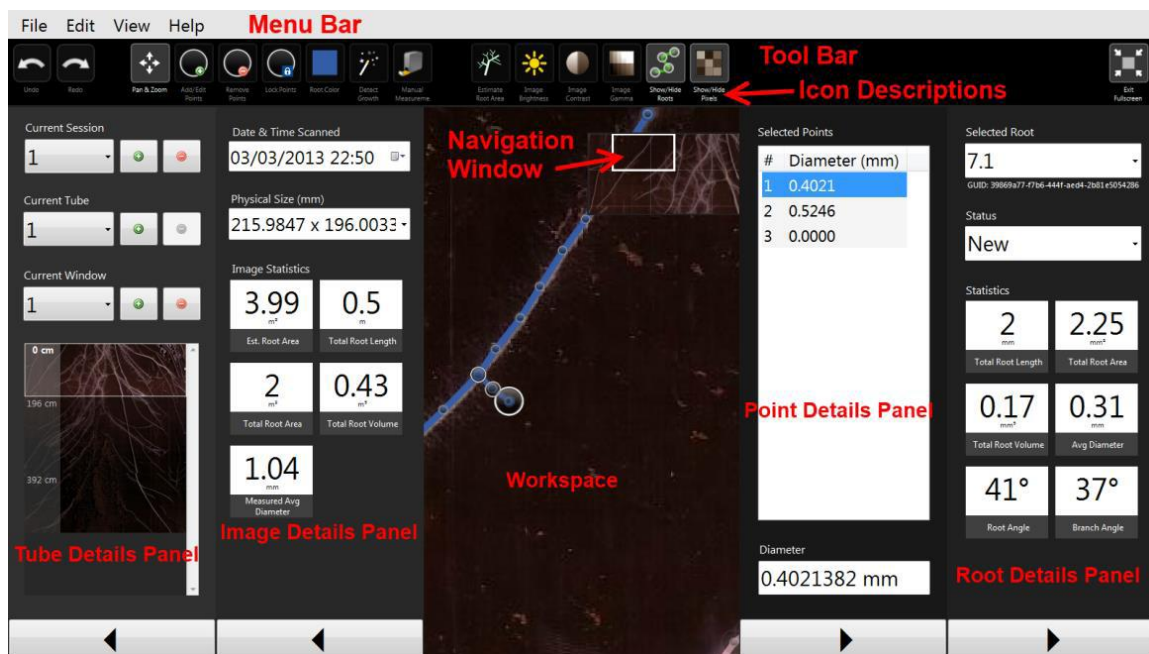 File Edit View Help Menu Bar
Tool Bar
Icon Descriptions
Undo Redo Pan & Zoom Add/Edit Points Remove Points Lock Points Root Color Detect Growth Manual Measureme. Estimate Root Area Image Brightness Image Contrast Image Gamma Show/Hide Roots Show/Hide Pixels Exit Fullscreen
Current Session
1
Current Tube
1
Current Window
1
0 cm
196 cm
392 cm
Tube Details Panel
Date & Time Scanned
03/03/2013 22:50
Physical Size (mm)
215.9847 x 196.0033
Image Statistics
3.99
m²
Est. Root Area
0.5
m
Total Root Length
2
m²
Total Root Area
0.43
m³
Total Root Volume
1.04
mm
Measured Avg
Diameter
Image Details Panel
Navigation
Window
Workspace
Selected Points
# Diameter (mm)
1 0.4021
2 0.5246
3 0.0000
Point Details Panel
Diameter
0.4021382 mm
Selected Root
7.1
GUID: 39869a77-f7b6-444f-aed4-2b81e5054286
Status
New
Statistics
2
mm
Total Root Length
2.25
mm²
Total Root Area
0.17
mm³
Total Root Volume
0.31
mm
Avg Diameter
41°
Root Angle
37°
Branch Angle
Root Details Panel